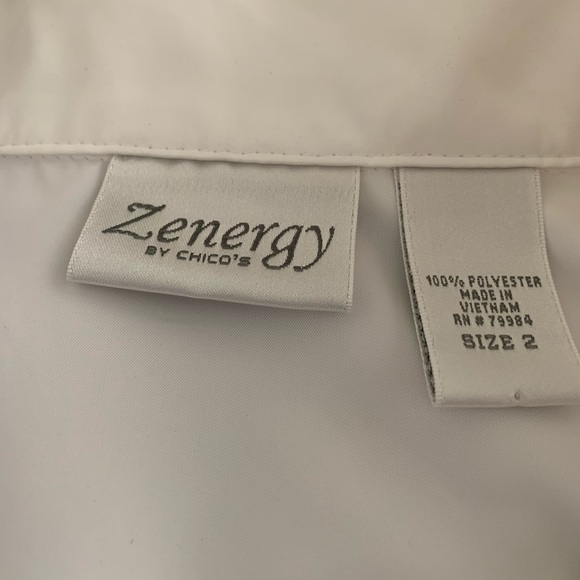 Zenergy
BY CHICO'S
100% POLYESTER
MADE IN
VIETNAM
RN # 79984
SIZE 2